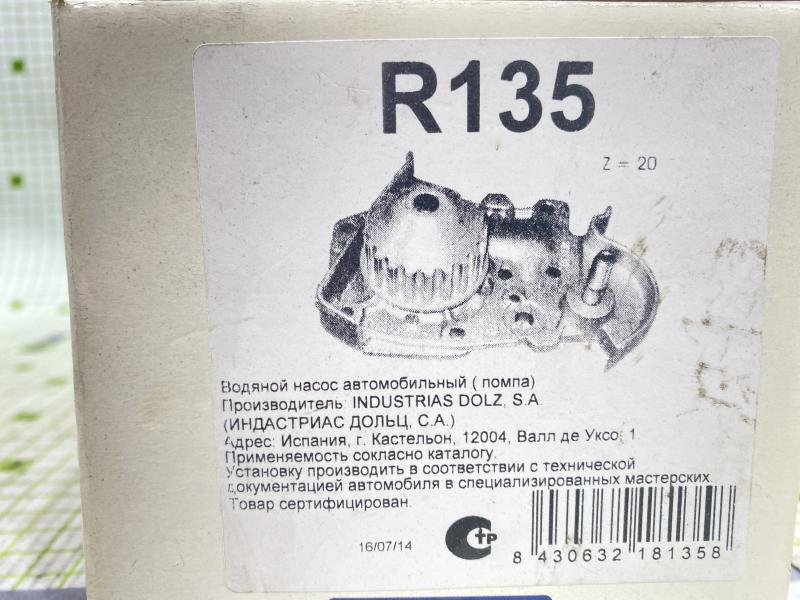 R135
Z = 20
Водяной насос автомобильный ( помпа)
Производитель: INDUSTRIAS DOLZ, S.A.
(ИНДАСТРИАС ДОЛЬЦ, С.А.)
Адрес: Испания, г. Кастельон, 12004, Валл де Уксо, 1.
Применяемость сокласно каталогу.
Установку производить в соответствии с технической
документацией автомобиля в специализированных мастерских.
Товар сертифицирован.
16/07/14
Стр
8 430632 181358